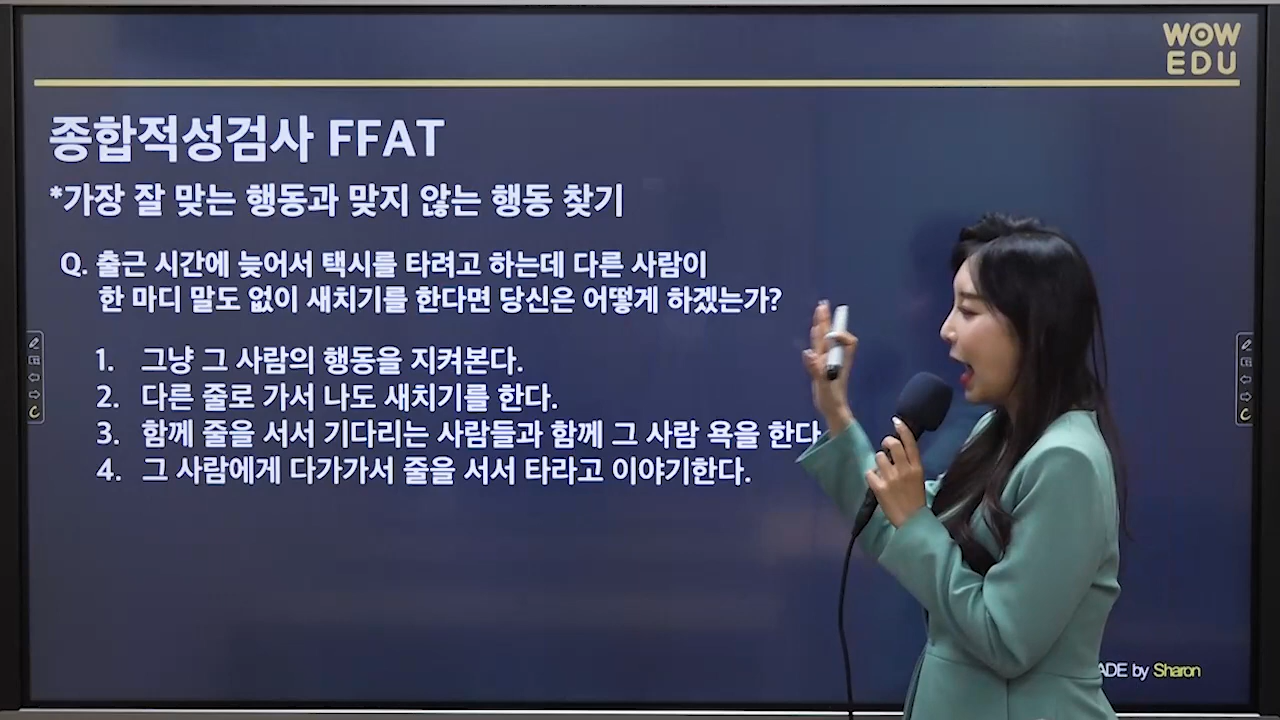 WOW
EDU
종합적성검사 FFAT
*가장 잘 맞는 행동과 맞지 않는 행동 찾기
Q. 출근 시간에 늦어서 택시를 타려고 하는데 다른 사람이
한 마디 말도 없이 새치기를 한다면 당신은 어떻게 하겠는가?
1. 그냥 그 사람의 행동을 지켜본다.
2. 다른 줄로 가서 나도 새치기를 한다.
3. 함께 줄을 서서 기다리는 사람들과 함께 그 사람 욕을 한다
4. 그 사람에게 다가가서 줄을 서서 타라고 이야기한다.
ADE by Sharon